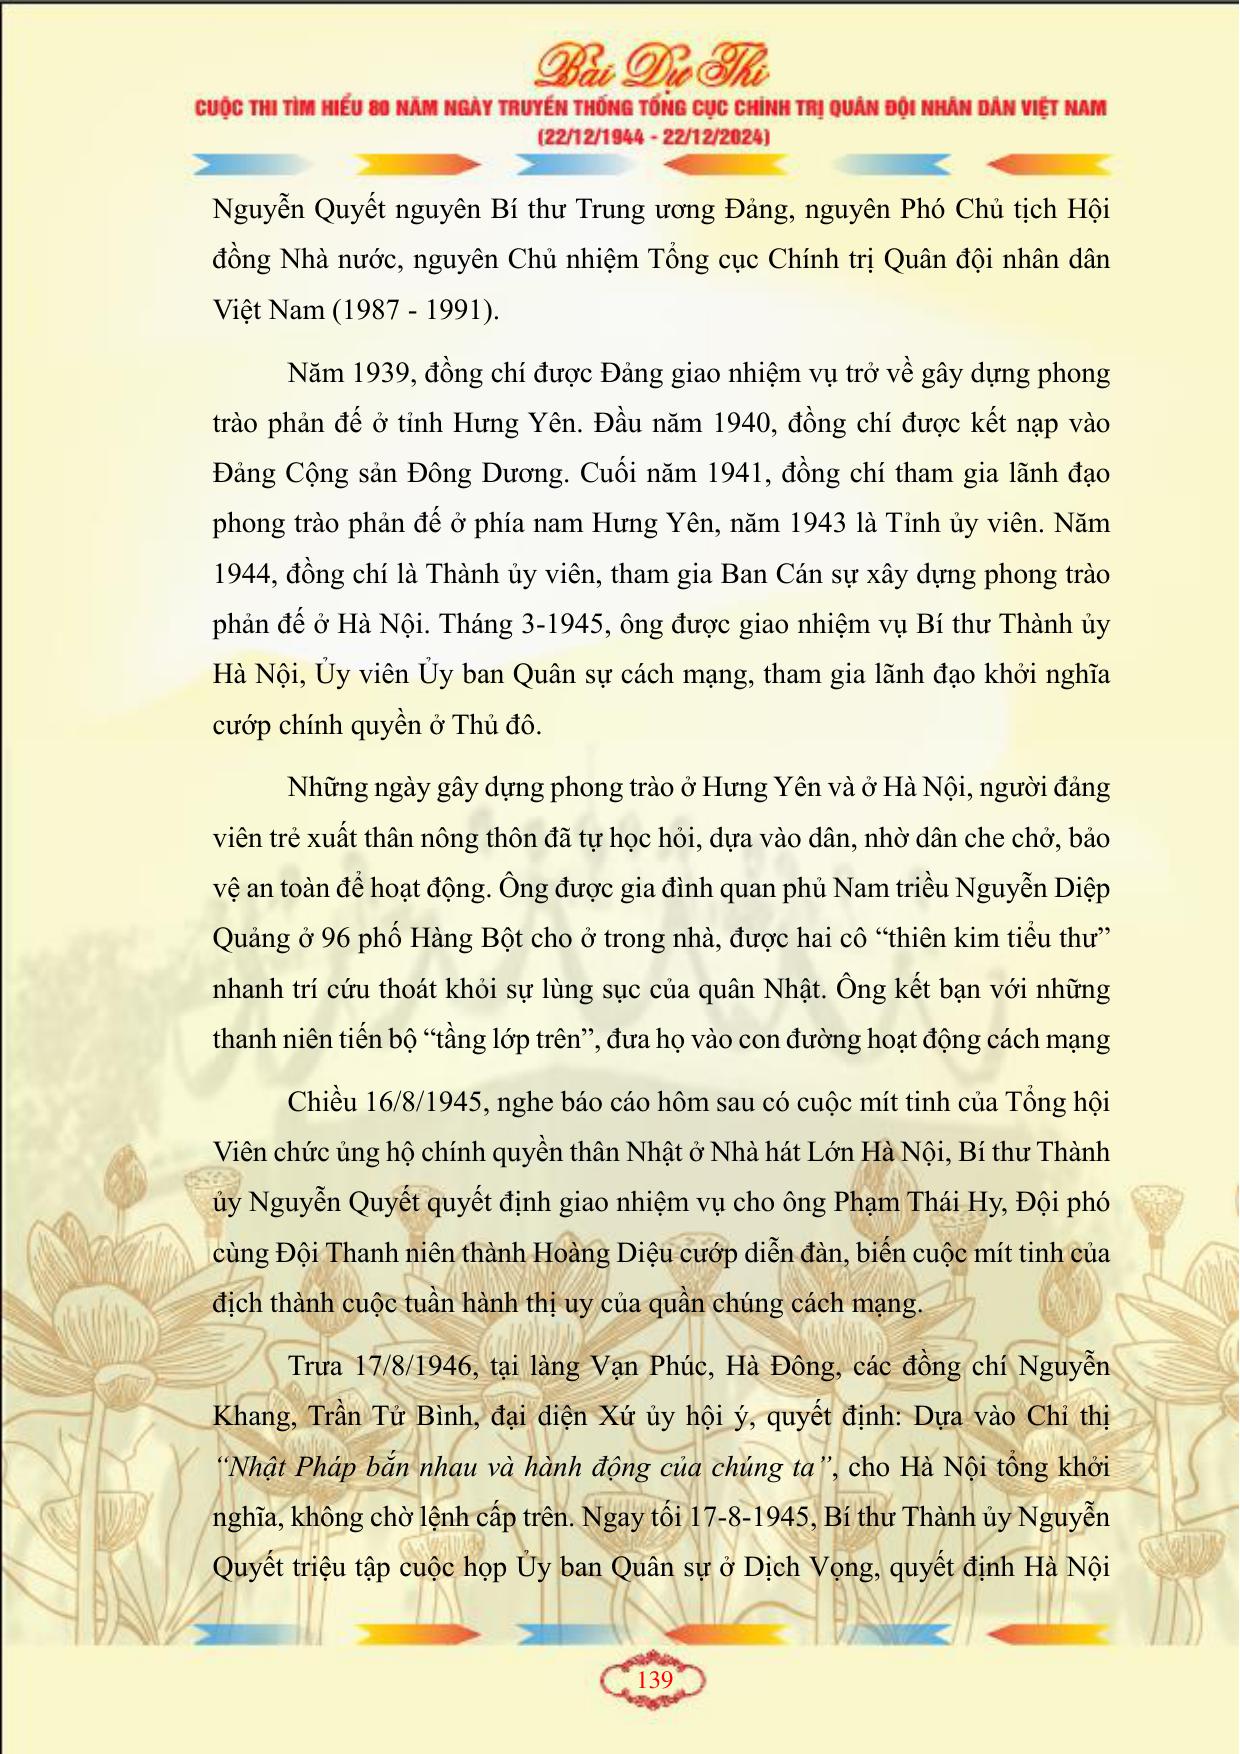 Bài Dự Thi
CUỘC THI TÌM HIỂU 80 NĂM NGÀY TRUYỀN THỐNG TỔNG CỤC CHÍNH TRỊ QUÂN ĐỘI NHÂN DÂN VIỆT NAM
(22/12/1944 - 22/12/2024)
Nguyễn Quyết nguyên Bí thư Trung ương Đảng, nguyên Phó Chủ tịch Hội
đồng Nhà nước, nguyên Chủ nhiệm Tổng cục Chính trị Quân đội nhân dân
Việt Nam (1987 - 1991).
Năm 1939, đồng chí được Đảng giao nhiệm vụ trở về gây dựng phong
trào phản đế ở tỉnh Hưng Yên. Đầu năm 1940, đồng chí được kết nạp vào
Đảng Cộng sản Đông Dương. Cuối năm 1941, đồng chí tham gia lãnh đạo
phong trào phản đế ở phía nam Hưng Yên, năm 1943 là Tỉnh ủy viên. Năm
1944, đồng chí là Thành ủy viên, tham gia Ban Cán sự xây dựng phong trào
phản đế ở Hà Nội. Tháng 3-1945, ông được giao nhiệm vụ Bí thư Thành ủy
Hà Nội, Ủy viên Ủy ban Quân sự cách mạng, tham gia lãnh đạo khởi nghĩa
cướp chính quyền ở Thủ đô.
Những ngày gây dựng phong trào ở Hưng Yên và ở Hà Nội, người đảng
viên trẻ xuất thân nông thôn đã tự học hỏi, dựa vào dân, nhờ dân che chở, bảo
vệ an toàn để hoạt động. Ông được gia đình quan phủ Nam triều Nguyễn Diệp
Quảng ở 96 phố Hàng Bột cho ở trong nhà, được hai cô “thiên kim tiểu thư”
nhanh trí cứu thoát khỏi sự lùng sục của quân Nhật. Ông kết bạn với những
thanh niên tiến bộ “tầng lớp trên”, đưa họ vào con đường hoạt động cách mạng
Chiều 16/8/1945, nghe báo cáo hôm sau có cuộc mít tinh của Tổng hội
Viên chức ủng hộ chính quyền thân Nhật ở Nhà hát Lớn Hà Nội, Bí thư Thành
ủy Nguyễn Quyết quyết định giao nhiệm vụ cho ông Phạm Thái Hy, Đội phó
cùng Đội Thanh niên thành Hoàng Diệu cướp diễn đàn, biến cuộc mít tinh của
địch thành cuộc tuần hành thị uy của quần chúng cách mạng.
Trưa 17/8/1946, tại làng Vạn Phúc, Hà Đông, các đồng chí Nguyễn
Khang, Trần Tử Bình, đại diện Xứ ủy hội ý, quyết định: Dựa vào Chỉ thị
“Nhật Pháp bắn nhau và hành động của chúng ta”, cho Hà Nội tổng khởi
nghĩa, không chờ lệnh cấp trên. Ngay tối 17-8-1945, Bí thư Thành ủy Nguyễn
Quyết triệu tập cuộc họp Ủy ban Quân sự ở Dịch Vọng, quyết định Hà Nội
139